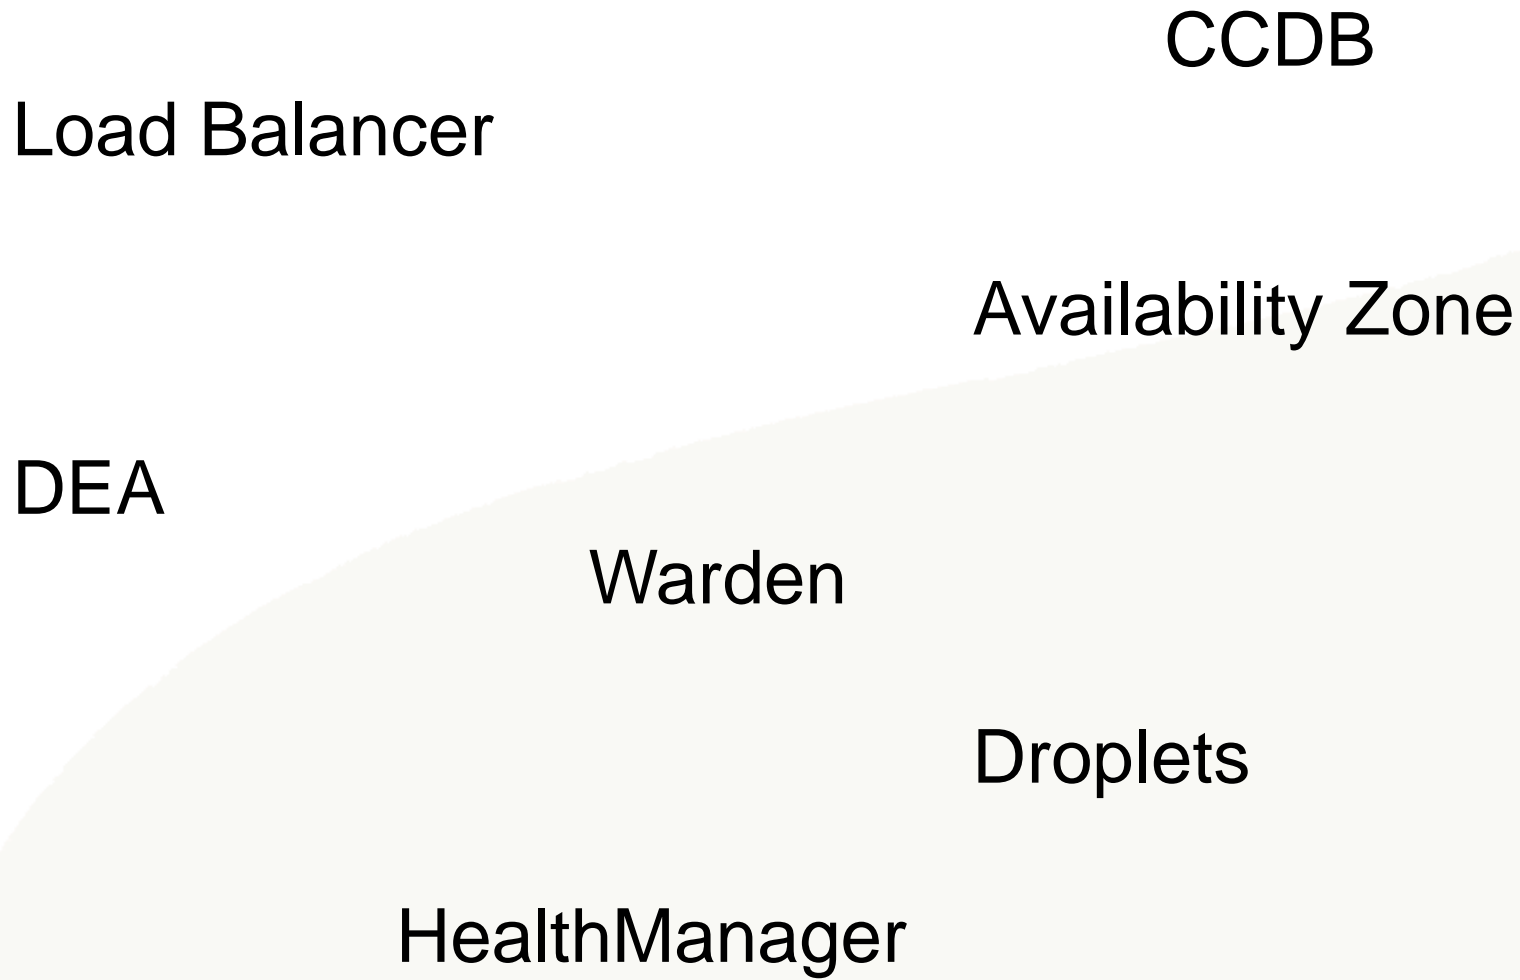 CCDB
Load Balancer
Availability Zone
DEA
Warden
Droplets
HealthManager